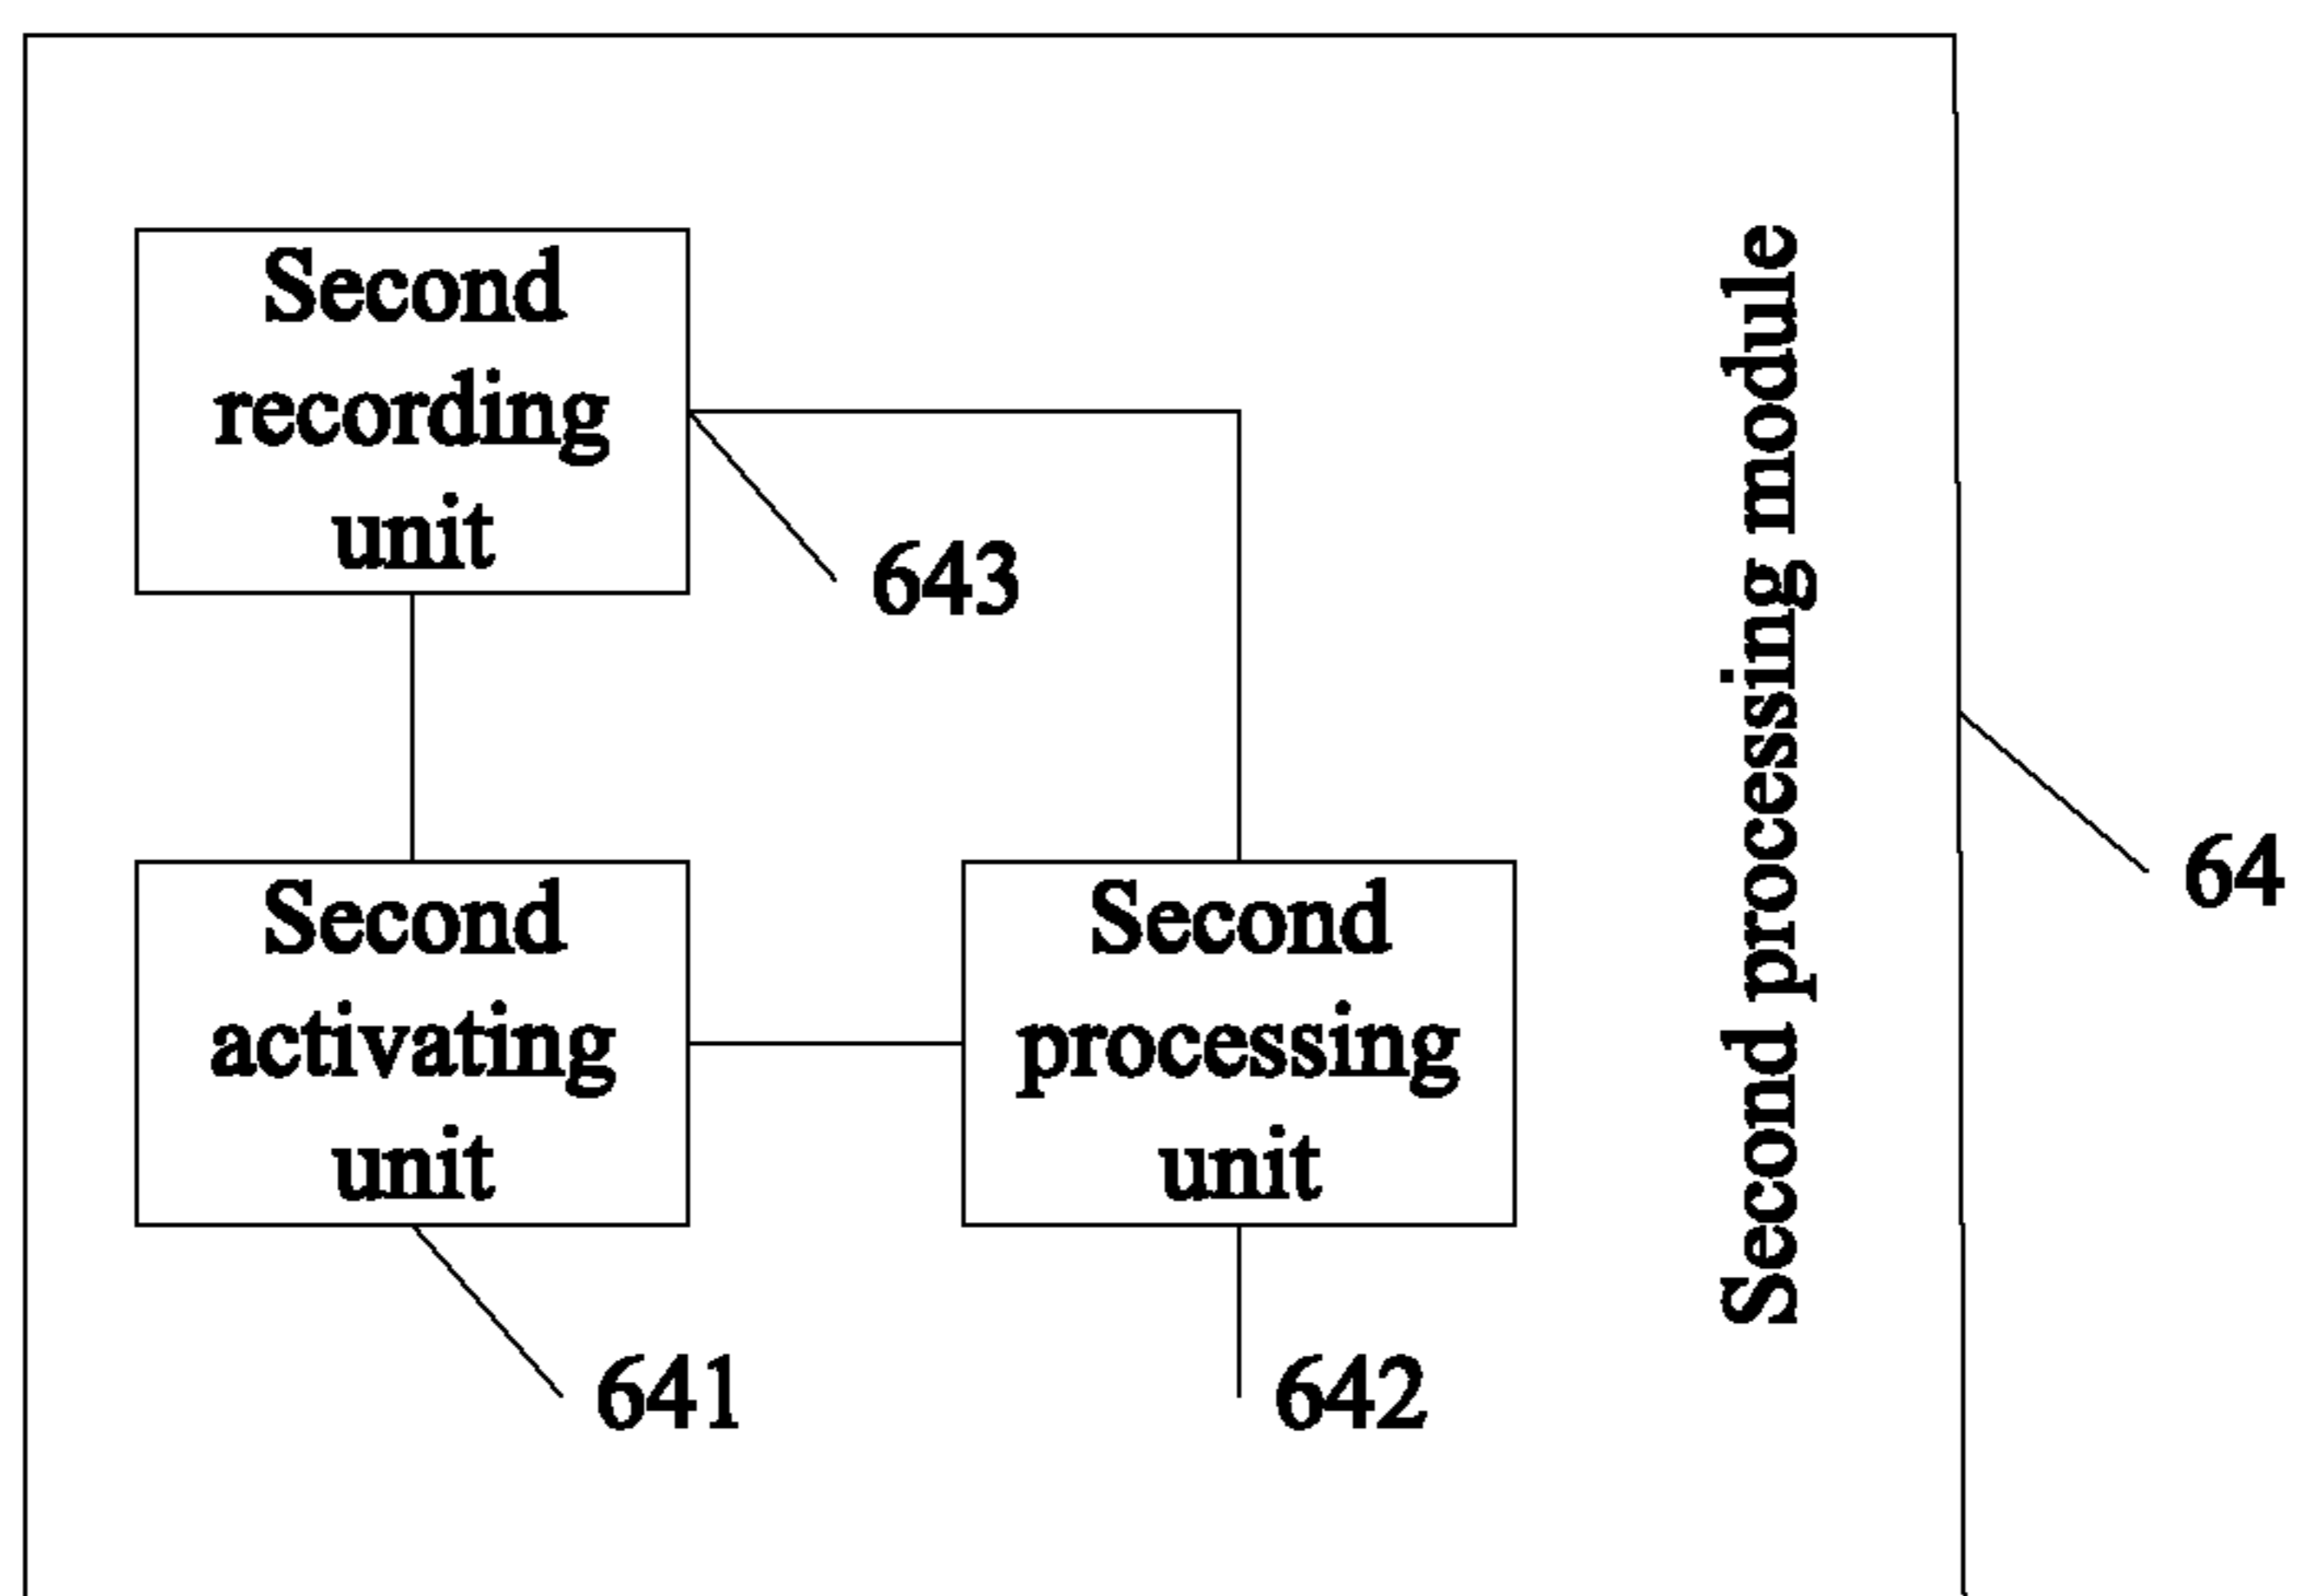 Second
recording
unit
643
Second
activating
unit
641
Second
processing
unit
642
Second processing module
64